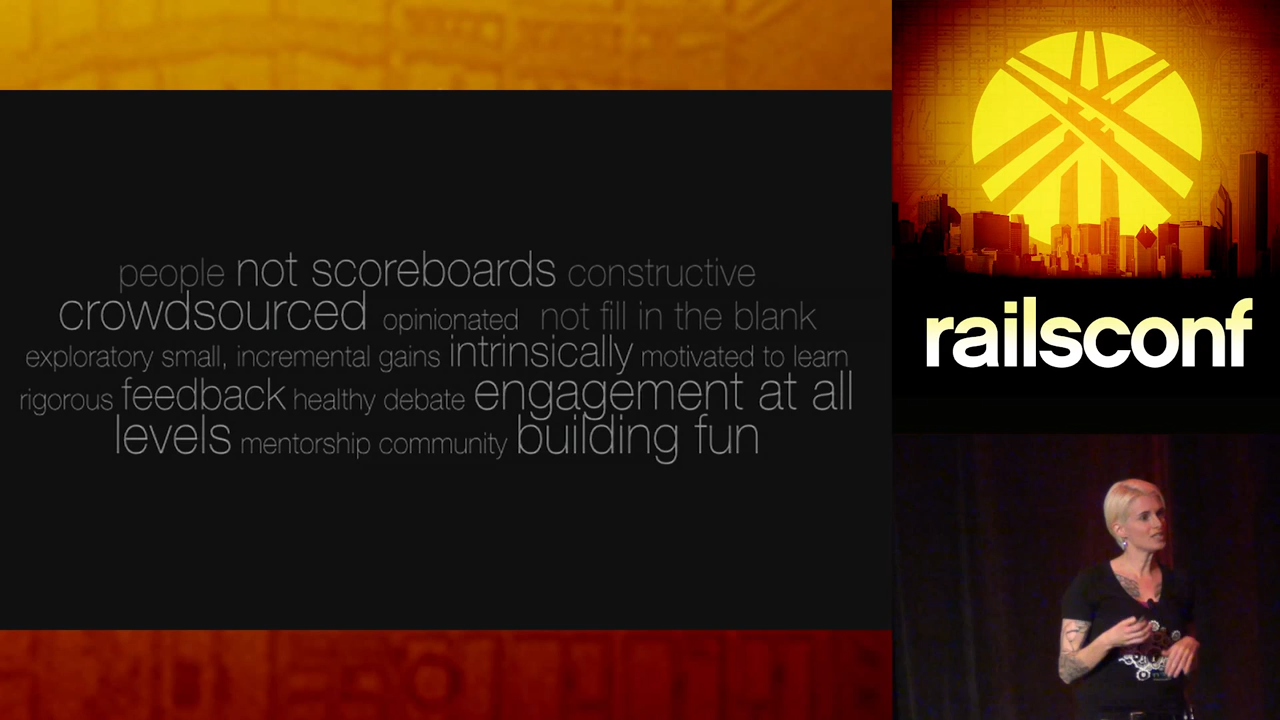 people not scoreboards constructive
crowdsourced opinionated not fill in the blank
exploratory small, incremental gains intrinsically motivated to learn
rigorous feedback healthy debate engagement at all
levels mentorship community building fun
railsconf